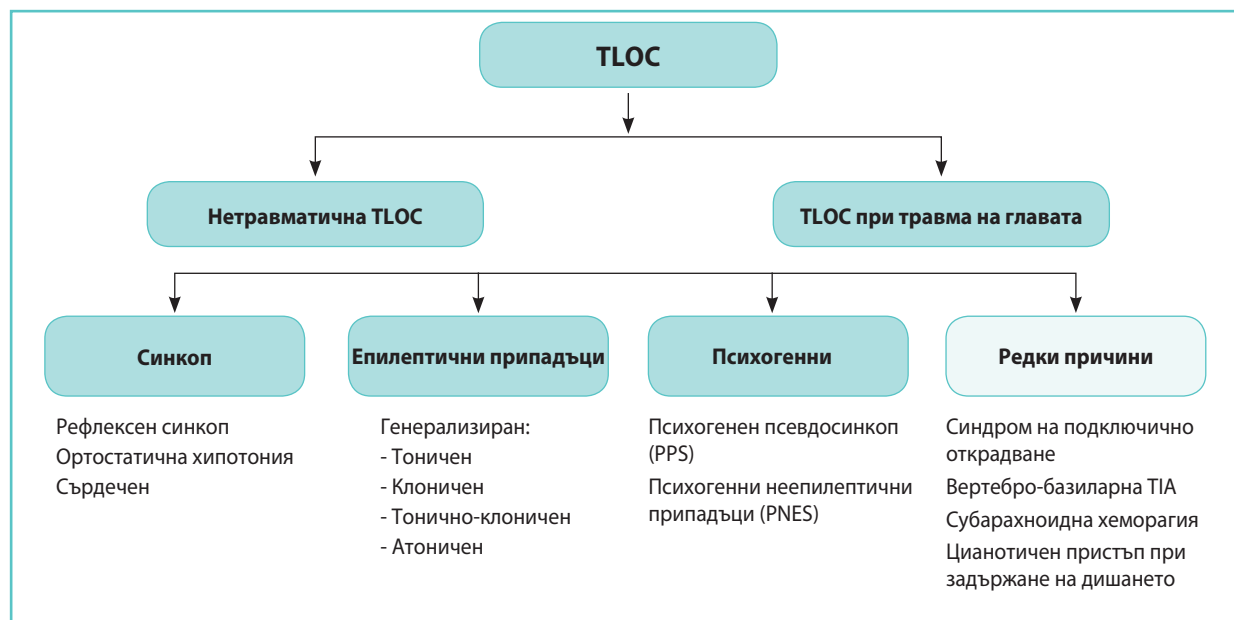 TLOC
Нетравматична TLOC
TLOC при травма на главата
Синкоп
Епилептични припадъци
Психогенни
Редки причини
Рефлексен синкоп
Ортостатична хипотония
Сърдечен
Генерализиран:
- Тоничен
- Клоничен
- Тонично-клоничен
- Атоничен
Психогенен псевдосинкоп
(PPS)
Психогенни неепилептични
припадъци (PNES)
Синдром на подключично
открадване
Вертебро-базиларна TIA
Субарахноидна хеморагия
Цианотичен пристъп при
задържане на дишането